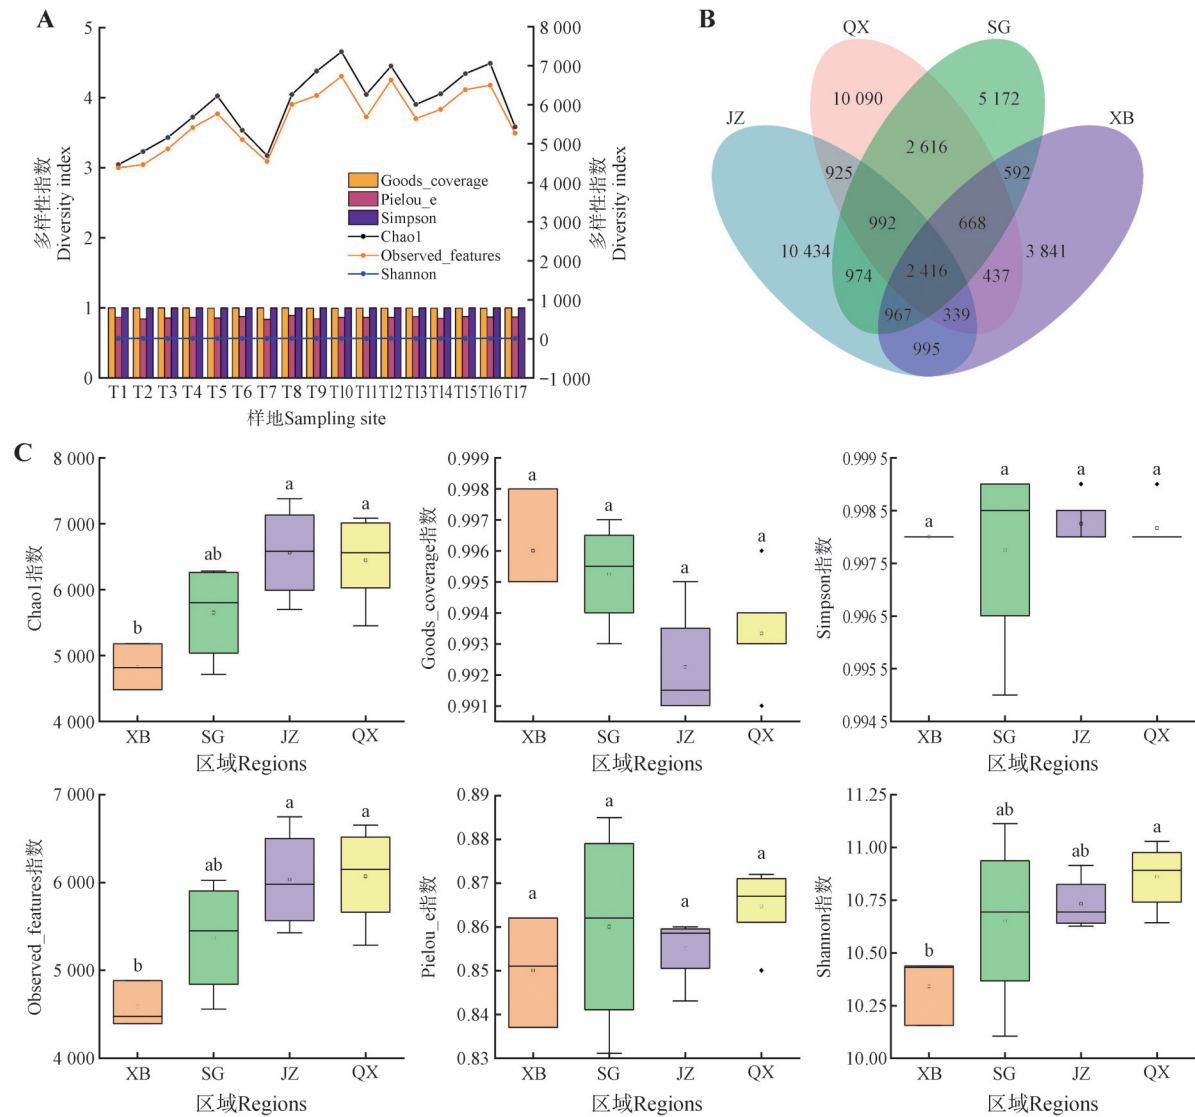 A
5
4
3
2
1
0
多样性指数
Diversity index
8 000
7 000
6 000
5 000
4 000
3 000
2 000
1 000
0
−1 000
多样性指数
Diversity index
Goods_coverage
Pielou_e
Simpson
Chao1
Observed_features
Shannon
T1 T2 T3 T4 T5 T6 T7 T8 T9 T10 T11 T12 T13 T14 T15 T16 T17
样地Sampling site
B
QX
SG
JZ
XB
10 090
5 172
2 616
925
592
992
668
10 434
3 841
2 416
974
437
967
339
995
C
8 000
7 000
6 000
5 000
4 000
Chao1指数
b
ab
a
a
XB SG JZ QX
区域Regions
0.999
0.998
0.997
0.996
0.995
0.994
0.993
0.992
0.991
Goods_coverage指数
a
a
a
a
XB SG JZ QX
区域Regions
0.999 5
0.998 5
0.997 5
0.996 5
0.995 5
0.994 5
Simpson指数
a
a
a
a
XB SG JZ QX
区域Regions
7 000
6 000
5 000
4 000
Observed_features指数
b
ab
a
a
XB SG JZ QX
区域Regions
0.89
0.88
0.87
0.86
0.85
0.84
0.83
Pielou_e指数
a
a
a
a
XB SG JZ QX
区域Regions
11.25
11.00
10.75
10.50
10.25
10.00
Shannon指数
b
ab
ab
a
XB SG JZ QX
区域Regions